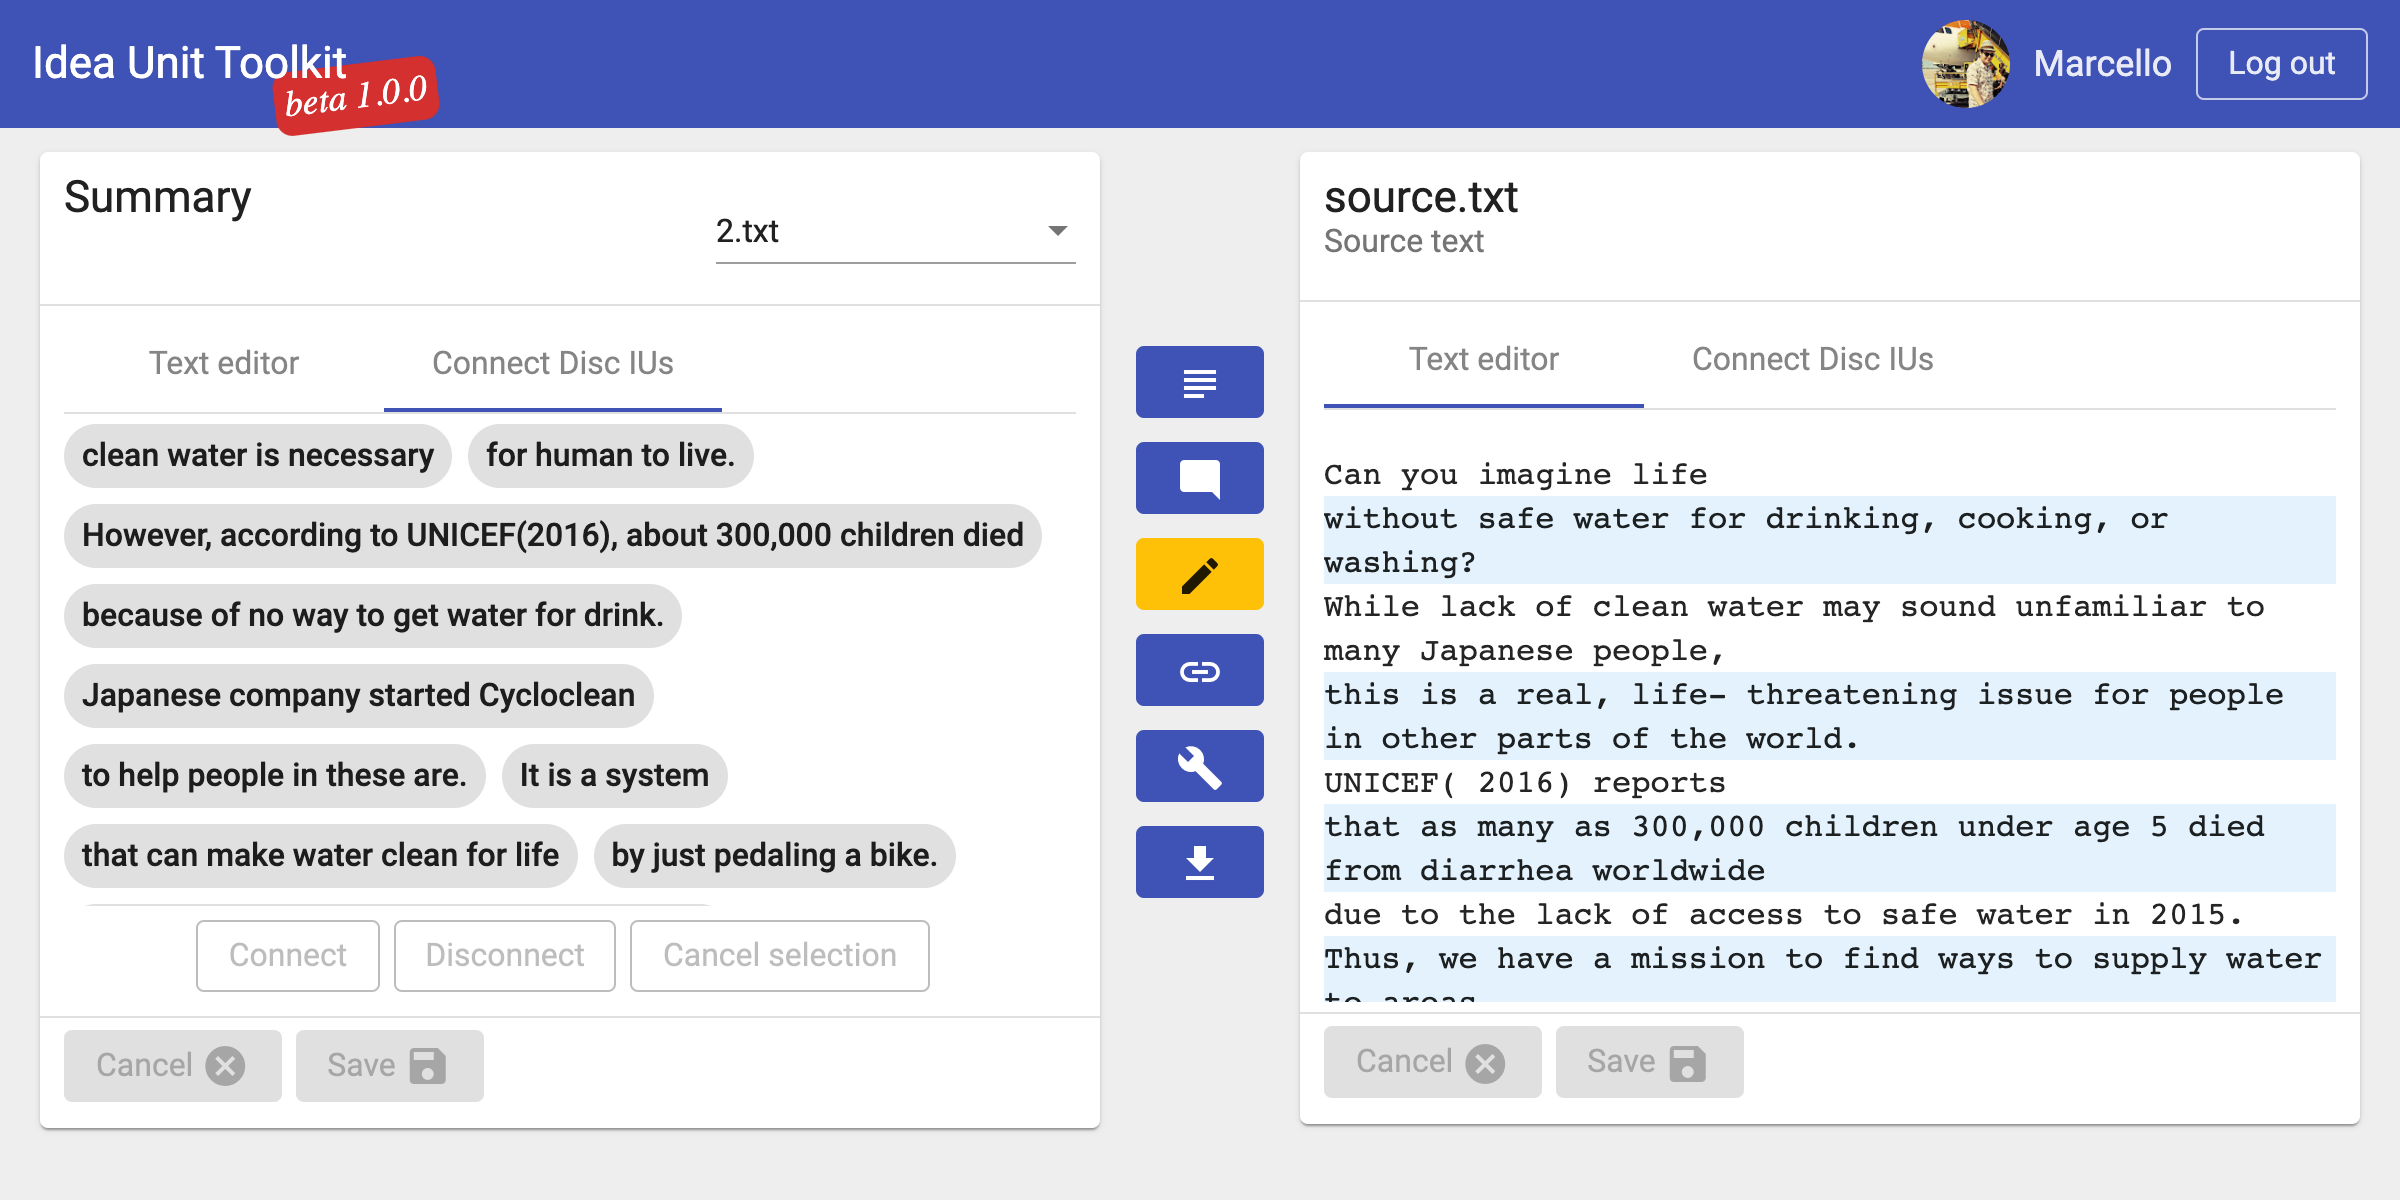 Idea Unit Toolkit
beta 1.0.0
Marcello
Log out
Summary
2.txt
Text editor
Connect Disc IUs
clean water is necessary
for human to live.
However, according to UNICEF(2016), about 300,000 children died
because of no way to get water for drink.
Japanese company started Cycloclean
to help people in these are.
It is a system
that can make water clean for life
by just pedaling a bike.
Connect
Disconnect
Cancel selection
Cancel
Save
source.txt
Source text
Text editor
Connect Disc IUs
Can you imagine life
without safe water for drinking, cooking, or
washing?
While lack of clean water may sound unfamiliar to
many Japanese people,
this is a real, life- threatening issue for people
in other parts of the world.
UNICEF( 2016) reports
that as many as 300,000 children under age 5 died
from diarrhea worldwide
due to the lack of access to safe water in 2015.
Thus, we have a mission to find ways to supply water
to areas
Cancel
Save